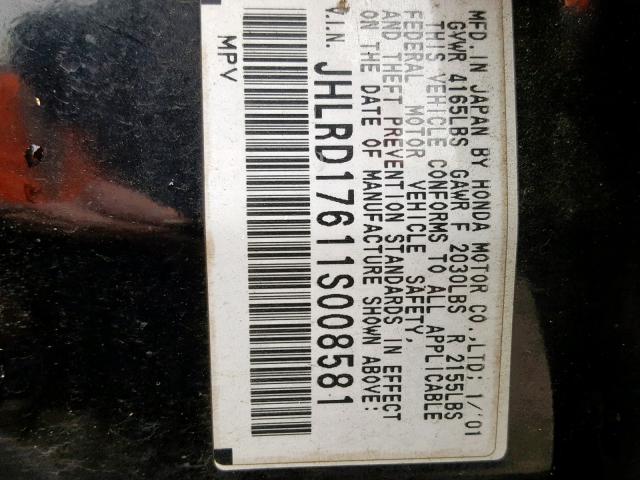 MFD. IN JAPAN BY HONDA MOTOR CO.,LTD; 1/01
GVWR 4165LBS GAWR F 2030LBS R 2155LBS
THIS VEHICLE CONFORMS TO ALL APPLICABLE
FEDERAL MOTOR VEHICLE SAFETY,
AND THEFT PREVENTION STANDARDS IN EFFECT
ON THE DATE OF MANUFACTURE SHOWN ABOVE:
V.I.N. JHLRD17611S008581
MPV